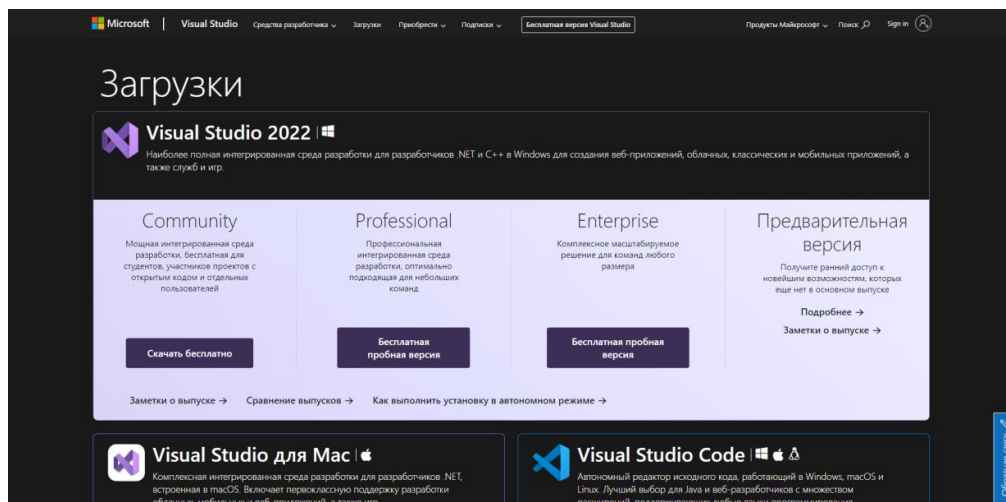 Microsoft
Visual Studio
Средства разработчика
Загрузки
Приобрести
Подписки
Бесплатная версия Visual Studio
Продукты Майкрософт
Поиск
Sign in
Загрузки
Visual Studio 2022
Наиболее полная интегрированная среда разработки для разработчиков .NET и C++ в Windows для создания веб-приложений, облачных, классических и мобильных приложений, а
также служб и игр.
Community
Мощная интегрированная среда
разработки, бесплатная для
студентов, участников проектов с
открытым кодом и отдельных
пользователей
Скачать бесплатно
Professional
Профессиональная
интегрированная среда
разработки, оптимально
подходящая для небольших
команд
Бесплатная
пробная версия
Enterprise
Комплексное масштабируемое
решение для команд любого
размера
Бесплатная пробная
версия
Предварительная
версия
Получите ранний доступ к
новейшим возможностям, которых
еще нет в основном выпуске
Подробнее →
Заметки о выпуске →
Заметки о выпуске →
Сравнение выпусков →
Как выполнить установку в автономном режиме →
Visual Studio для Mac
Комплексная интегрированная среда разработки для разработчиков .NET,
встроенная в macOS. Включает первоклассную поддержку разработки
Visual Studio Code
Автономный редактор исходного кода, работающий в Windows, macOS и
Linux. Лучший выбор для Java и веб-разработчиков с множеством